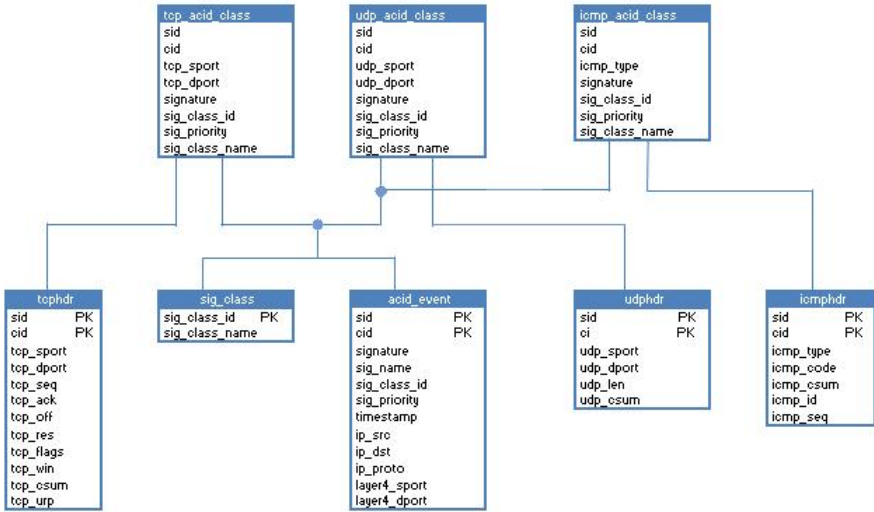 tcp_acid_class
sid
cid
tcp_sport
tcp_dport
signature
sig_class_id
sig_priority
sig_class_name
udp_acid_class
sid
cid
udp_sport
udp_dport
signature
sig_class_id
sig_priority
sig_class_name
icmp_acid_class
sid
cid
icmp_type
signature
sig_class_id
sig_priority
sig_class_name
tcphdr
sid PK
cid PK
tcp_sport
tcp_dport
tcp_seq
tcp_ack
tcp_off
tcp_res
tcp_flags
tcp_win
tcp_csum
tcp_urp
sig_class
sig_class_id PK
sig_class_name
acid_event
sid PK
cid PK
signature
sig_name
sig_class_id
sig_priority
timestamp
ip_src
ip_dst
ip_proto
layer4_sport
layer4_dport
udphdr
sid PK
ci PK
udp_sport
udp_dport
udp_len
udp_csum
icmphdr
sid PK
cid PK
icmp_type
icmp_code
icmp_csum
icmp_id
icmp_seq